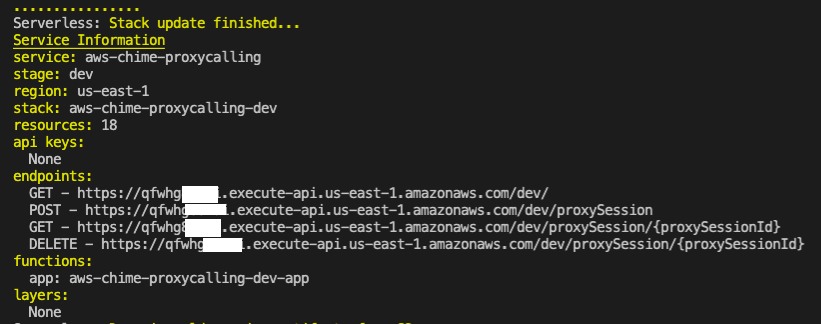 ................
Serverless: Stack update finished...
Service Information
service: aws-chime-proxycalling
stage: dev
region: us-east-1
stack: aws-chime-proxycalling-dev
resources: 18
api keys:
None
endpoints:
GET - https://qfwhg .execute-api.us-east-1.amazonaws.com/dev/
POST - https://qfwhg .execute-api.us-east-1.amazonaws.com/dev/proxySession
GET - https://qfwhg .execute-api.us-east-1.amazonaws.com/dev/proxySession/{proxySessionId}
DELETE - https://qfwhg .execute-api.us-east-1.amazonaws.com/dev/proxySession/{proxySessionId}
functions:
app: aws-chime-proxycalling-dev-app
layers:
None